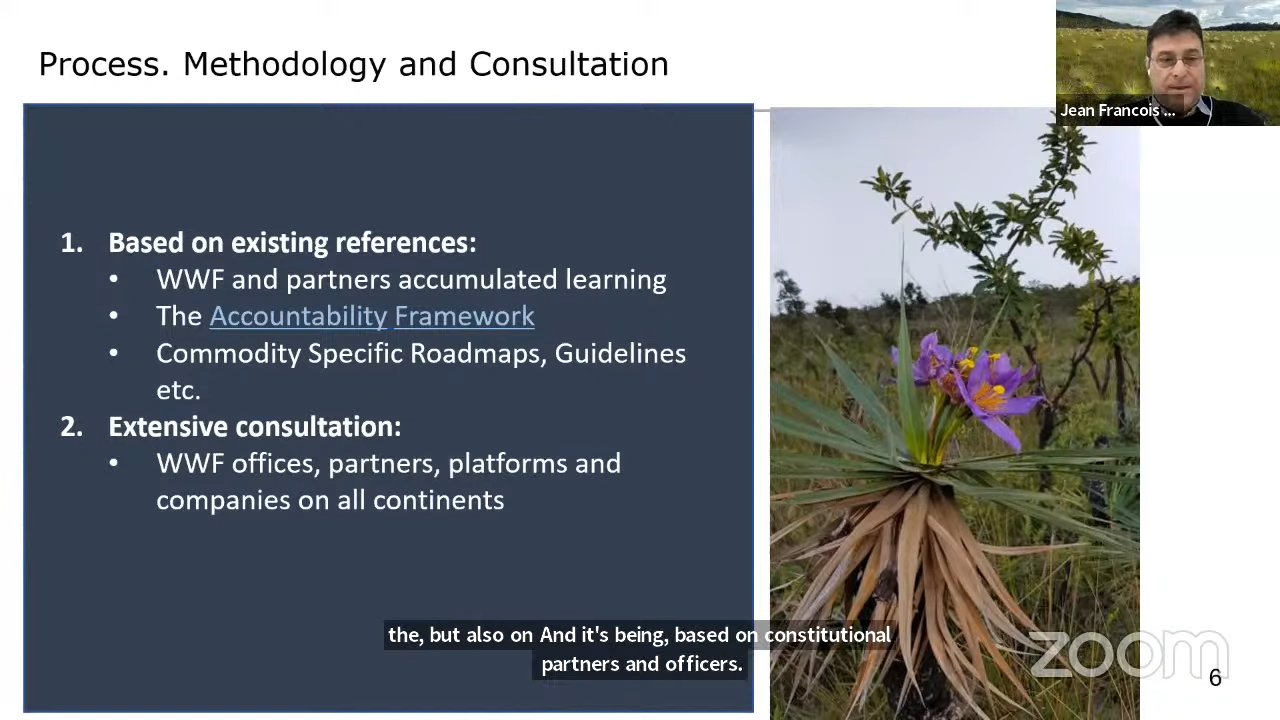 Process. Methodology and Consultation
Jean Francois ...
1. Based on existing references:
• WWF and partners accumulated learning
• The Accountability Framework
• Commodity Specific Roadmaps, Guidelines
etc.
2. Extensive consultation:
• WWF offices, partners, platforms and
companies on all continents
the, but also on And it's being, based on constitutional
partners and officers.
zoom
6